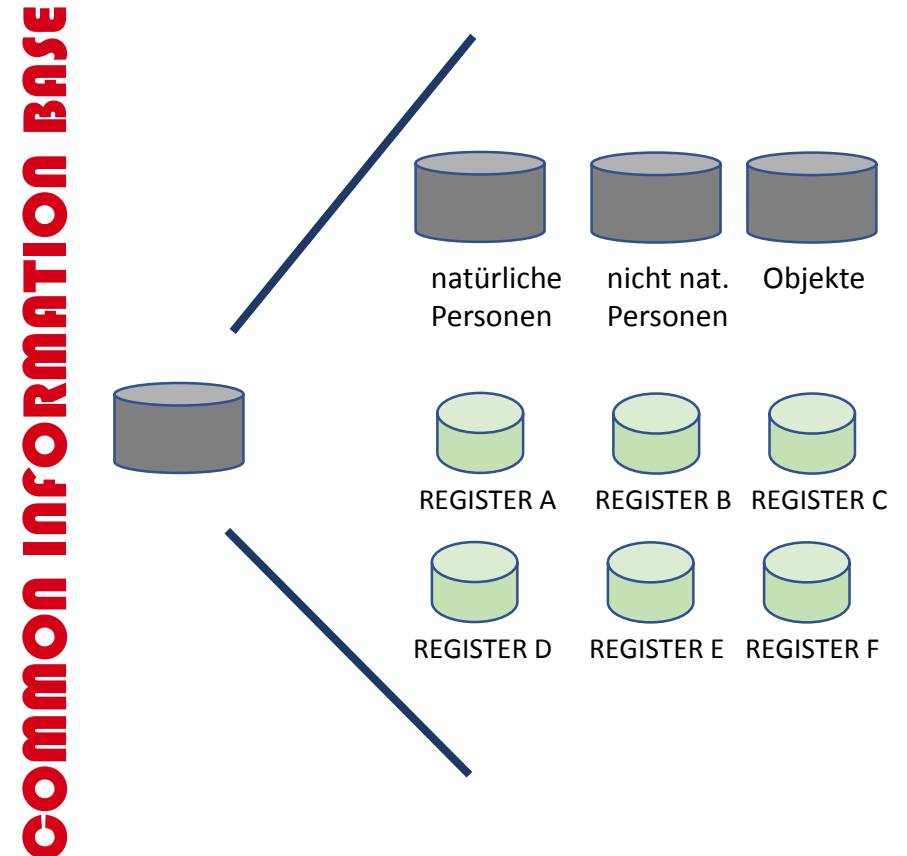 COMMON INFORMATION BASE
natürliche
Personen
nicht nat.
Personen
Objekte
REGISTER A
REGISTER B
REGISTER C
REGISTER D
REGISTER E
REGISTER F